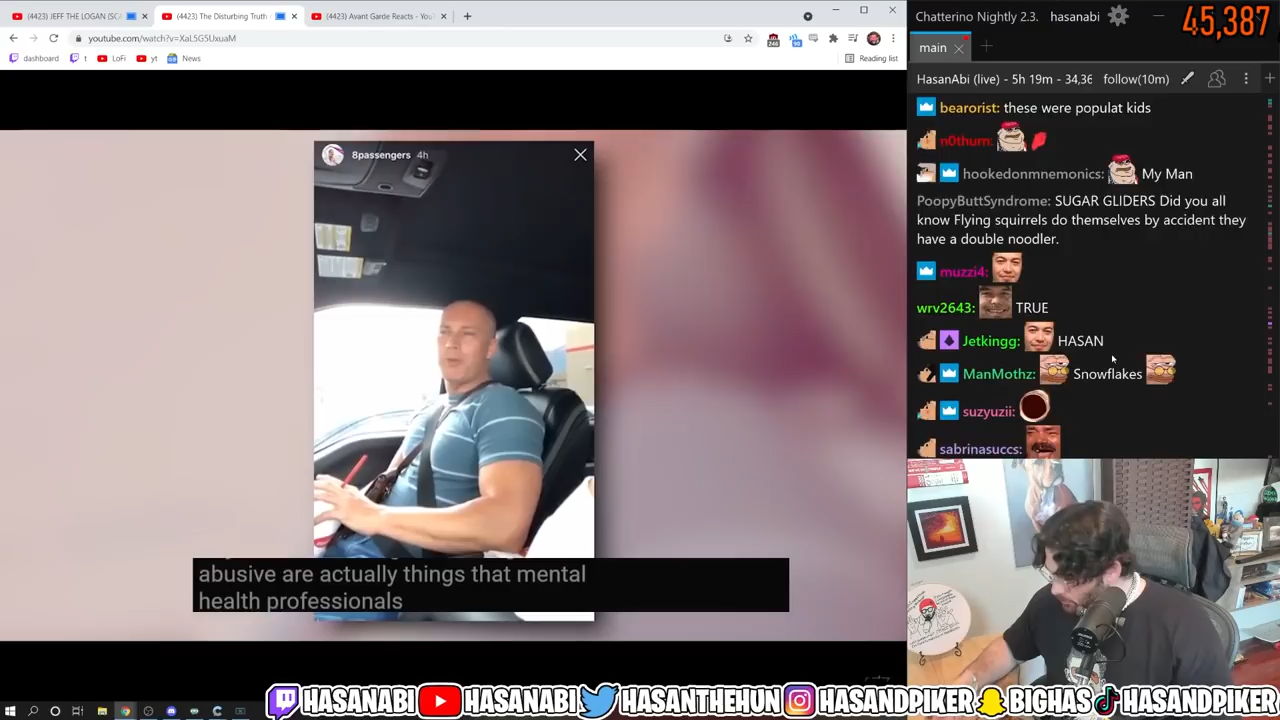 (4423) JEFF THE LOGAN (SCA
(4423) The Disturbing Truth
(4423) Avant Garde Reacts - YouT
youtube.com/watch?v=XaL5G5UxuaM
dashboard
t
LoFi
yt
News
Reading list
8passengers 4h
abusive are actually things that mental
health professionals
Chatterino Nightly 2.3.
hasanabi
45,387
main
HasanAbi (live) - 5h 19m - 34,36
follow(10m)
bearorist: these were populat kids
n0thum:
hookedonmnemonics: My Man
PoopyButtSyndrome: SUGAR GLIDERS Did you all
know Flying squirrels do themselves by accident they
have a double noodler.
muzzi4:
wrv2643: TRUE
Jetkingg: HASAN
ManMothz: Snowflakes
suzyuzii:
sabrinasuccs:
HASANABI HASANABI HASANTHEHUN HASANDPIKER BIGHAS HASANDPIKER